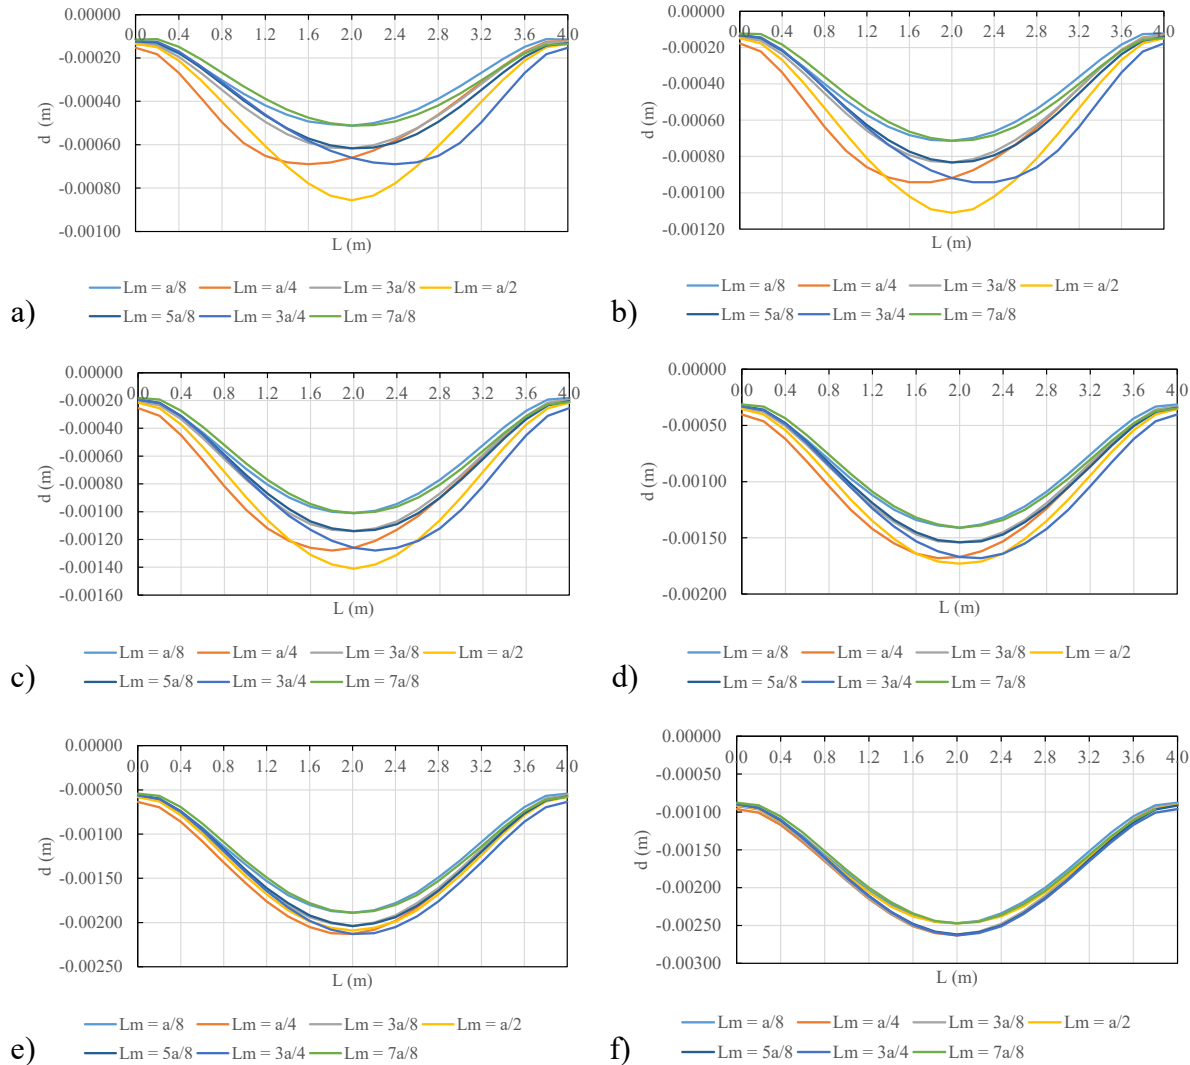 0.00000
-0.00020
-0.00040
-0.00060
-0.00080
-0.00100
0.0 0.4 0.8 1.2 1.6 2.0 2.4 2.8 3.2 3.6 4.0
d (m)
L (m)
Lm = a/8 Lm = a/4 Lm = 3a/8 Lm = a/2
Lm = 5a/8 Lm = 3a/4 Lm = 7a/8
a)
0.00000
-0.00020
-0.00040
-0.00060
-0.00080
-0.00100
-0.00120
0.0 0.4 0.8 1.2 1.6 2.0 2.4 2.8 3.2 3.6 4.0
d (m)
L (m)
Lm = a/8 Lm = a/4 Lm = 3a/8 Lm = a/2
Lm = 5a/8 Lm = 3a/4 Lm = 7a/8
b)
0.00000
-0.00020
-0.00040
-0.00060
-0.00080
-0.00100
-0.00120
-0.00140
-0.00160
0.0 0.4 0.8 1.2 1.6 2.0 2.4 2.8 3.2 3.6 4.0
d (m)
L (m)
Lm = a/8 Lm = a/4 Lm = 3a/8 Lm = a/2
Lm = 5a/8 Lm = 3a/4 Lm = 7a/8
c)
0.00000
-0.00050
-0.00100
-0.00150
-0.00200
0.0 0.4 0.8 1.2 1.6 2.0 2.4 2.8 3.2 3.6 4.0
d (m)
L (m)
Lm = a/8 Lm = a/4 Lm = 3a/8 Lm = a/2
Lm = 5a/8 Lm = 3a/4 Lm = 7a/8
d)
0.00000
-0.00050
-0.00100
-0.00150
-0.00200
-0.00250
0.0 0.4 0.8 1.2 1.6 2.0 2.4 2.8 3.2 3.6 4.0
d (m)
L (m)
Lm = a/8 Lm = a/4 Lm = 3a/8 Lm = a/2
Lm = 5a/8 Lm = 3a/4 Lm = 7a/8
e)
0.00000
-0.00050
-0.00100
-0.00150
-0.00200
-0.00250
-0.00300
0.0 0.4 0.8 1.2 1.6 2.0 2.4 2.8 3.2 3.6 4.0
d (m)
L (m)
Lm = a/8 Lm = a/4 Lm = 3a/8 Lm = a/2
Lm = 5a/8 Lm = 3a/4 Lm = 7a/8
f)